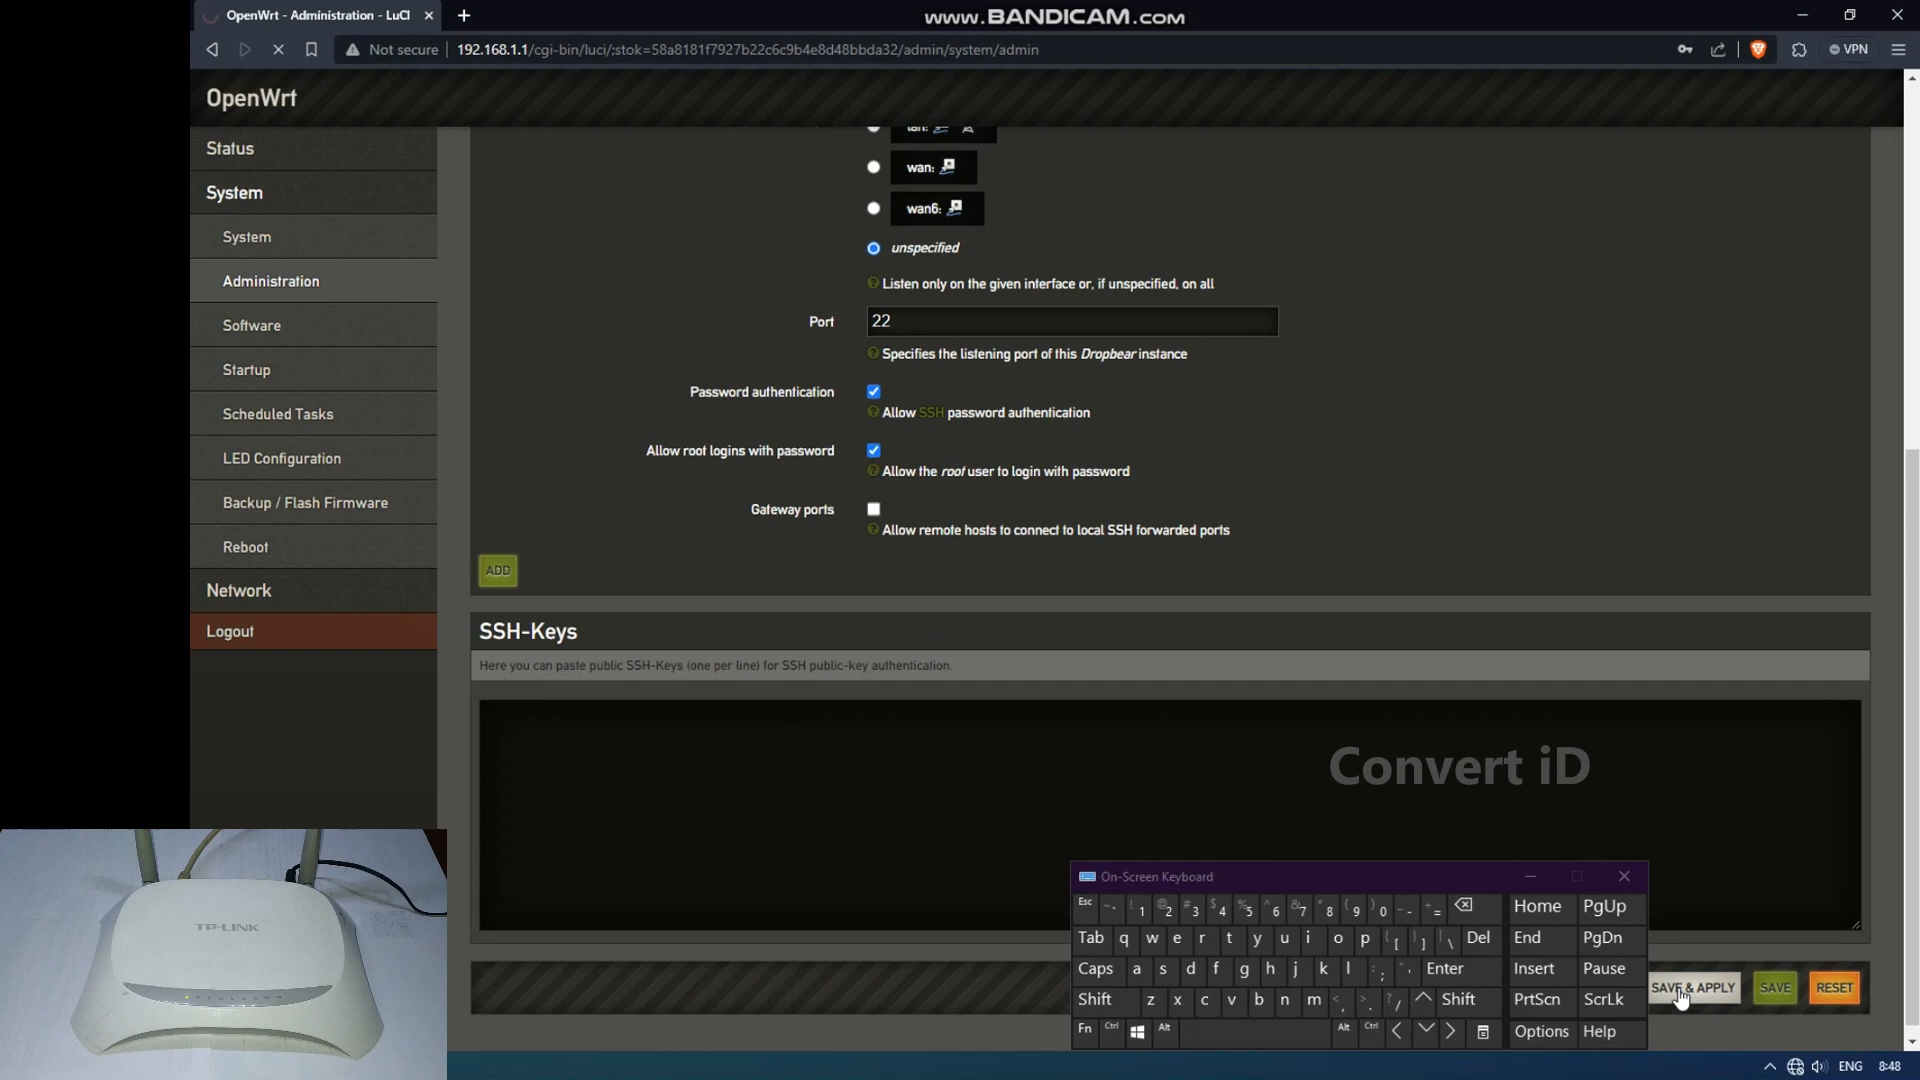 OpenWrt - Administration - LuCI
www.BANDICAM.com
Not secure
192.168.1.1/cgi-bin/luci/;stok=58a8181f7927b22c6c9b4e8d48bbda32/admin/system/admin
VPN
OpenWrt
Status
System
System
Administration
Software
Startup
Scheduled Tasks
LED Configuration
Backup / Flash Firmware
Reboot
Network
Logout
wan:
wan6:
unspecified
Listen only on the given interface or, if unspecified, on all
Port
22
Specifies the listening port of this Dropbear instance
Password authentication
Allow SSH password authentication
Allow root logins with password
Allow the root user to login with password
Gateway ports
Allow remote hosts to connect to local SSH forwarded ports
ADD
SSH-Keys
Here you can paste public SSH-Keys (one per line) for SSH public-key authentication.
Convert iD
TP-LINK
On-Screen Keyboard
Esc ~ ` ! 1 @ 2 # 3 $ 4 % 5 ^ 6 & 7 * 8 ( 9 ) 0 _ - + = Home PgUp
Tab q w e r t y u i o p { [ } ] | \ Del End PgDn
Caps a s d f g h j k l : ; " ' Enter Insert Pause
Shift z x c v b n m < , > . ? / Shift PrtScn ScrLk
Fn Ctrl Alt Alt Ctrl Options Help
SAVE & APPLY
SAVE
RESET
ENG
8:48